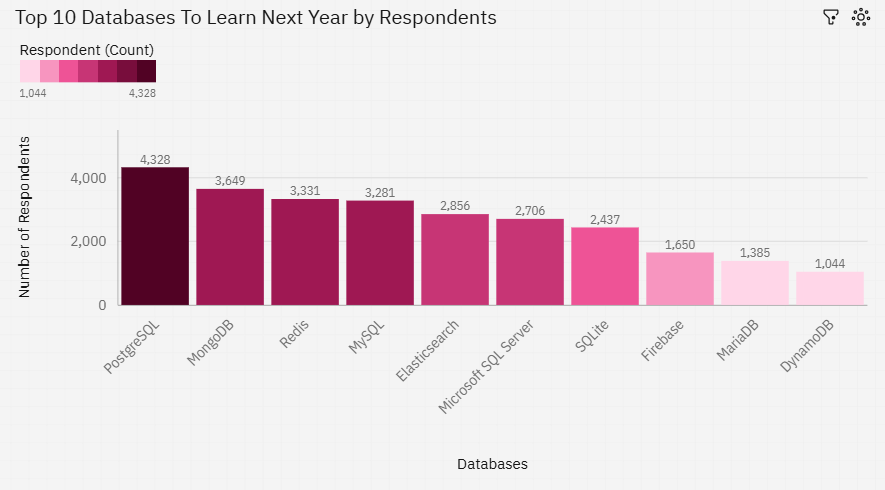 Top 10 Databases To Learn Next Year by Respondents
Respondent (Count)
1,044 4,328
Number of Respondents
4,000
2,000
0
4,328
3,649
3,331
3,281
2,856
2,706
2,437
1,650
1,385
1,044
PostgreSQL
MongoDB
Redis
MySQL
Elasticsearch
Microsoft SQL Server
SQLite
Firebase
MariaDB
DynamoDB
Databases